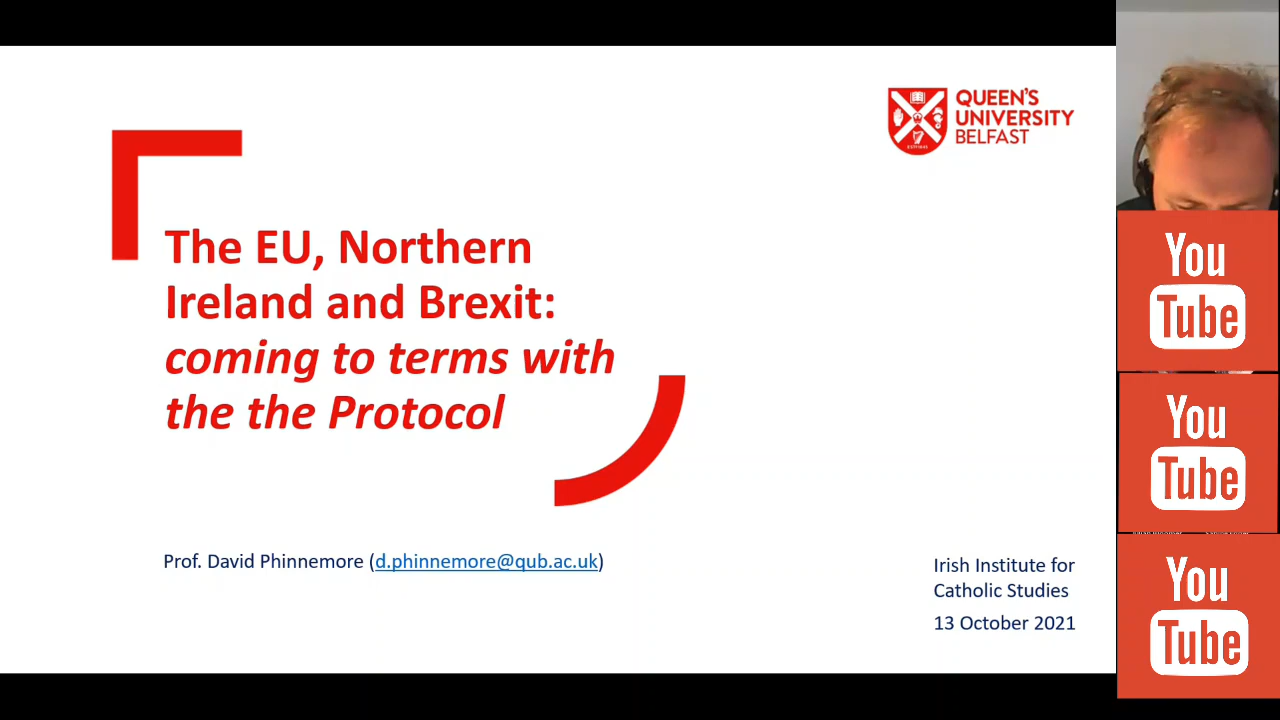 QUEEN'S
UNIVERSITY
BELFAST
The EU, Northern
Ireland and Brexit:
coming to terms with
the the Protocol
Prof. David Phinnemore (d.phinnemore@qub.ac.uk)
Irish Institute for
Catholic Studies
13 October 2021
You
Tube
You
Tube
You
Tube